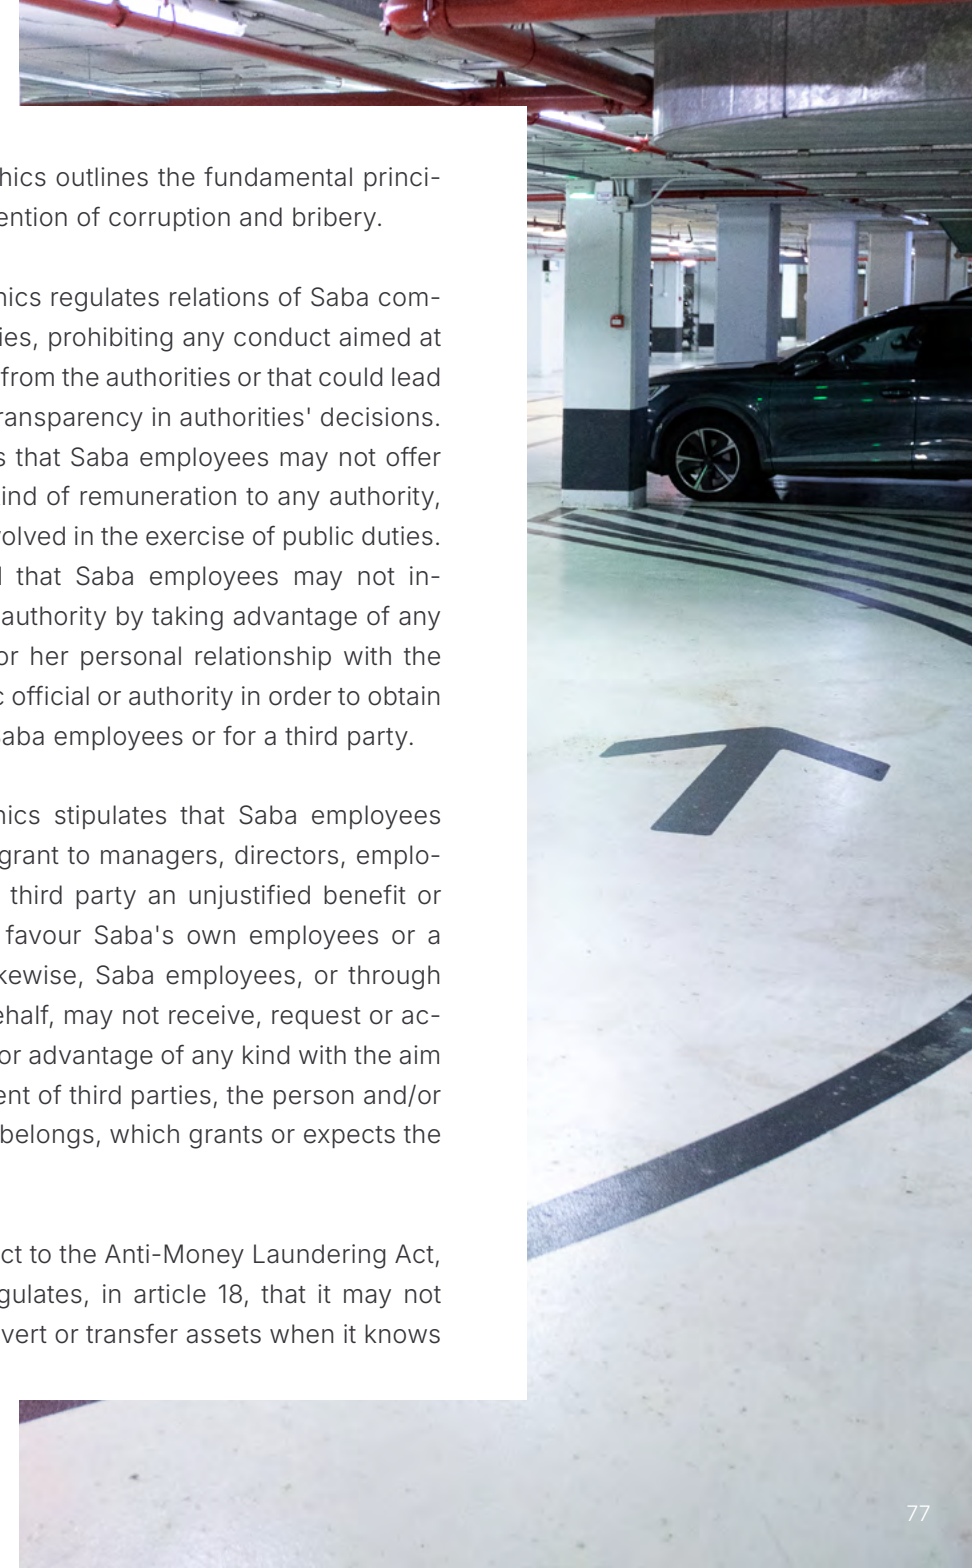 hics outlines the fundamental princi-
ention of corruption and bribery.
hics regulates relations of Saba com-
ies, prohibiting any conduct aimed at
from the authorities or that could lead
ransparency in authorities' decisions.
s that Saba employees may not offer
ind of remuneration to any authority,
volved in the exercise of public duties.
d that Saba employees may not in-
authority by taking advantage of any
or her personal relationship with the
c official or authority in order to obtain
Saba employees or for a third party.
hics stipulates that Saba employees
grant to managers, directors, emplo-
third party an unjustified benefit or
favour Saba's own employees or a
kewise, Saba employees, or through
ehalf, may not receive, request or ac-
or advantage of any kind with the aim
ent of third parties, the person and/or
belongs, which grants or expects the
ct to the Anti-Money Laundering Act,
gulates, in article 18, that it may not
vert or transfer assets when it knows
77